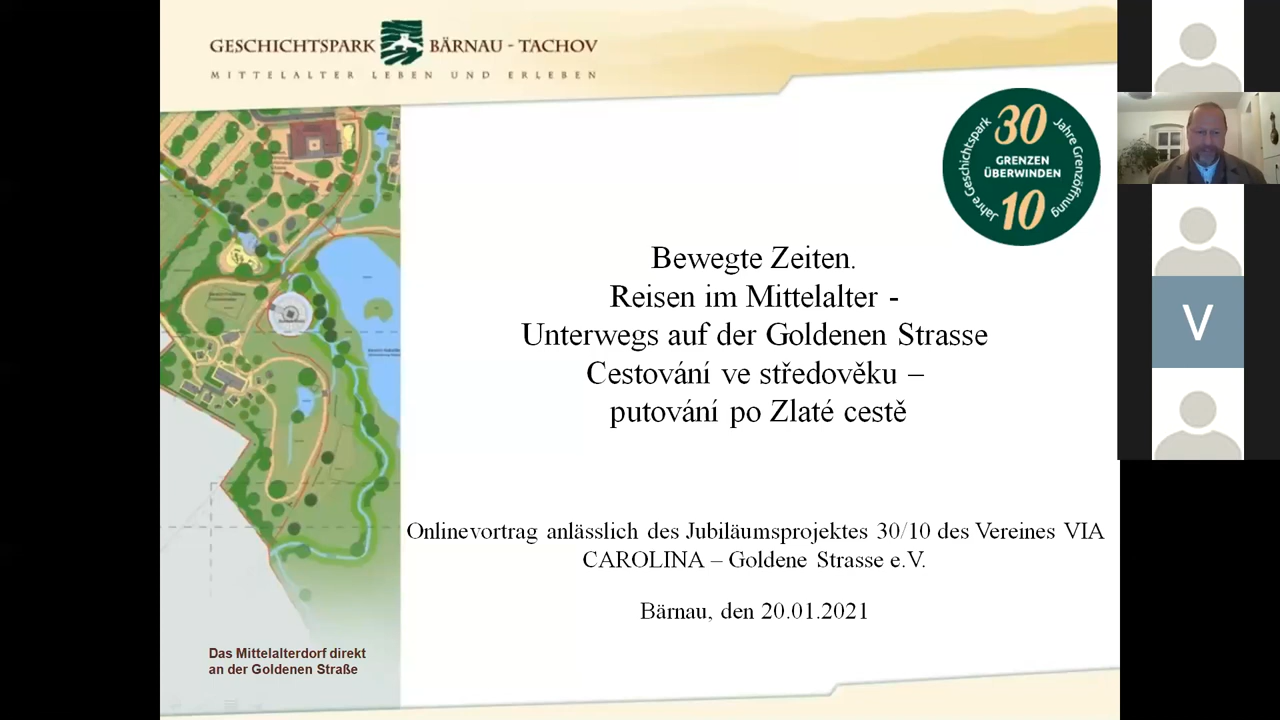 GESCHICHTSPARK BÄRNAU - TACHOV
MITTELALTER LEBEN UND ERLEBEN
30
Jahre Grenzöffnung
GRENZEN
ÜBERWINDEN
10
Jahre Geschichtspark
Bewegte Zeiten.
Reisen im Mittelalter -
Unterwegs auf der Goldenen Strasse
Cestování ve středověku –
putování po Zlaté cestě
Onlinevortrag anlässlich des Jubiläumsprojektes 30/10 des Vereines VIA
CAROLINA – Goldene Strasse e.V.
Bärnau, den 20.01.2021
Das Mittelalterdorf direkt
an der Goldenen Straße
V